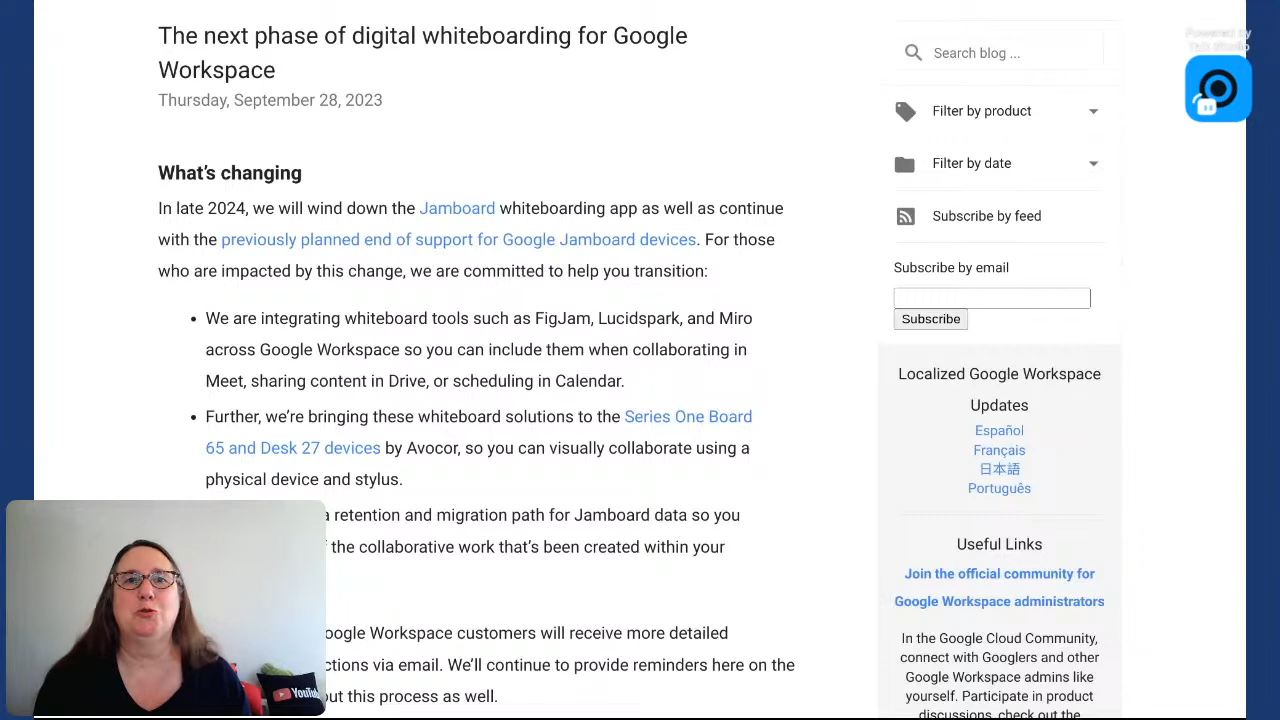 The next phase of digital whiteboarding for Google
Workspace
Thursday, September 28, 2023
What's changing
In late 2024, we will wind down the Jamboard whiteboarding app as well as continue
with the previously planned end of support for Google Jamboard devices. For those
who are impacted by this change, we are committed to help you transition:
• We are integrating whiteboard tools such as FigJam, Lucidspark, and Miro
across Google Workspace so you can include them when collaborating in
Meet, sharing content in Drive, or scheduling in Calendar.
• Further, we're bringing these whiteboard solutions to the Series One Board
65 and Desk 27 devices by Avocor, so you can visually collaborate using a
physical device and stylus.
a retention and migration path for Jamboard data so you
the collaborative work that's been created within your
oogle Workspace customers will receive more detailed
ctions via email. We'll continue to provide reminders here on the
out this process as well.
YouTub
Search blog ...
Filter by product
Filter by date
Subscribe by feed
Subscribe by email
Subscribe
Localized Google Workspace
Updates
Español
Français
日本語
Português
Useful Links
Join the official community for
Google Workspace administrators
In the Google Cloud Community,
connect with Googlers and other
Google Workspace admins like
yourself. Participate in product
discussions, check out the
Powered by
Tab Studio